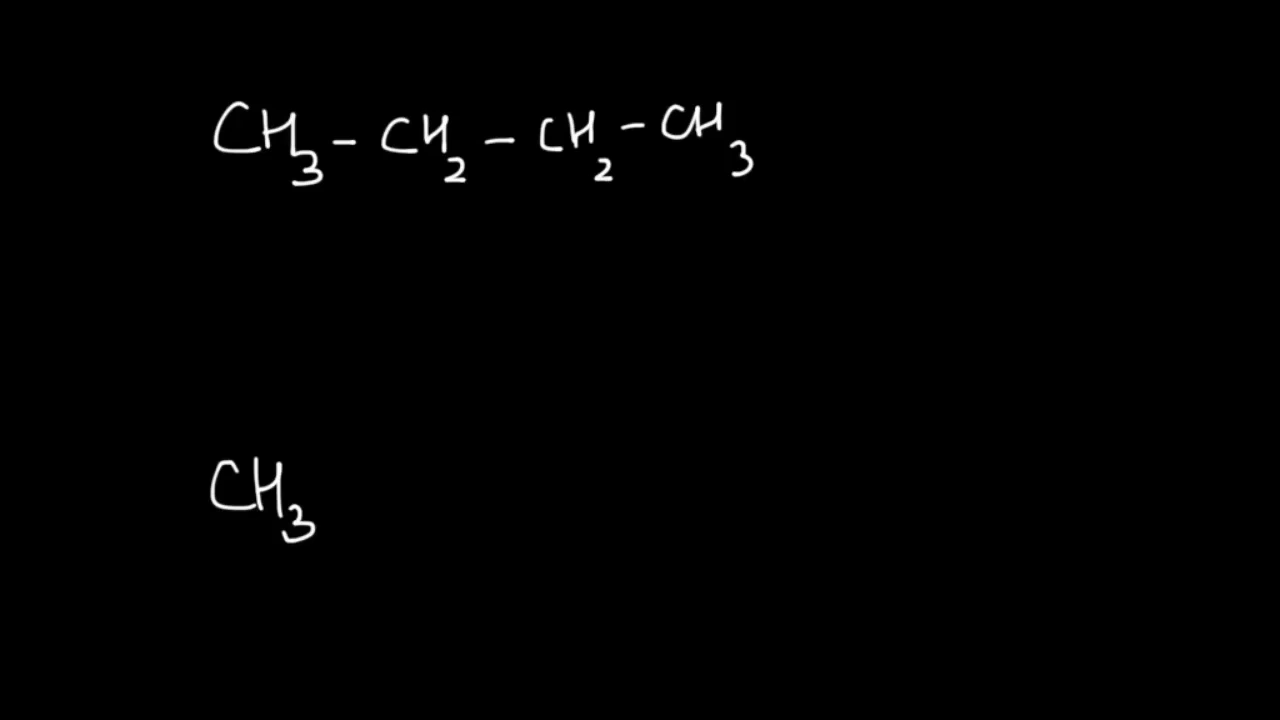 CH₃ - CH₂ - CH₂ - CH₃
CH₃